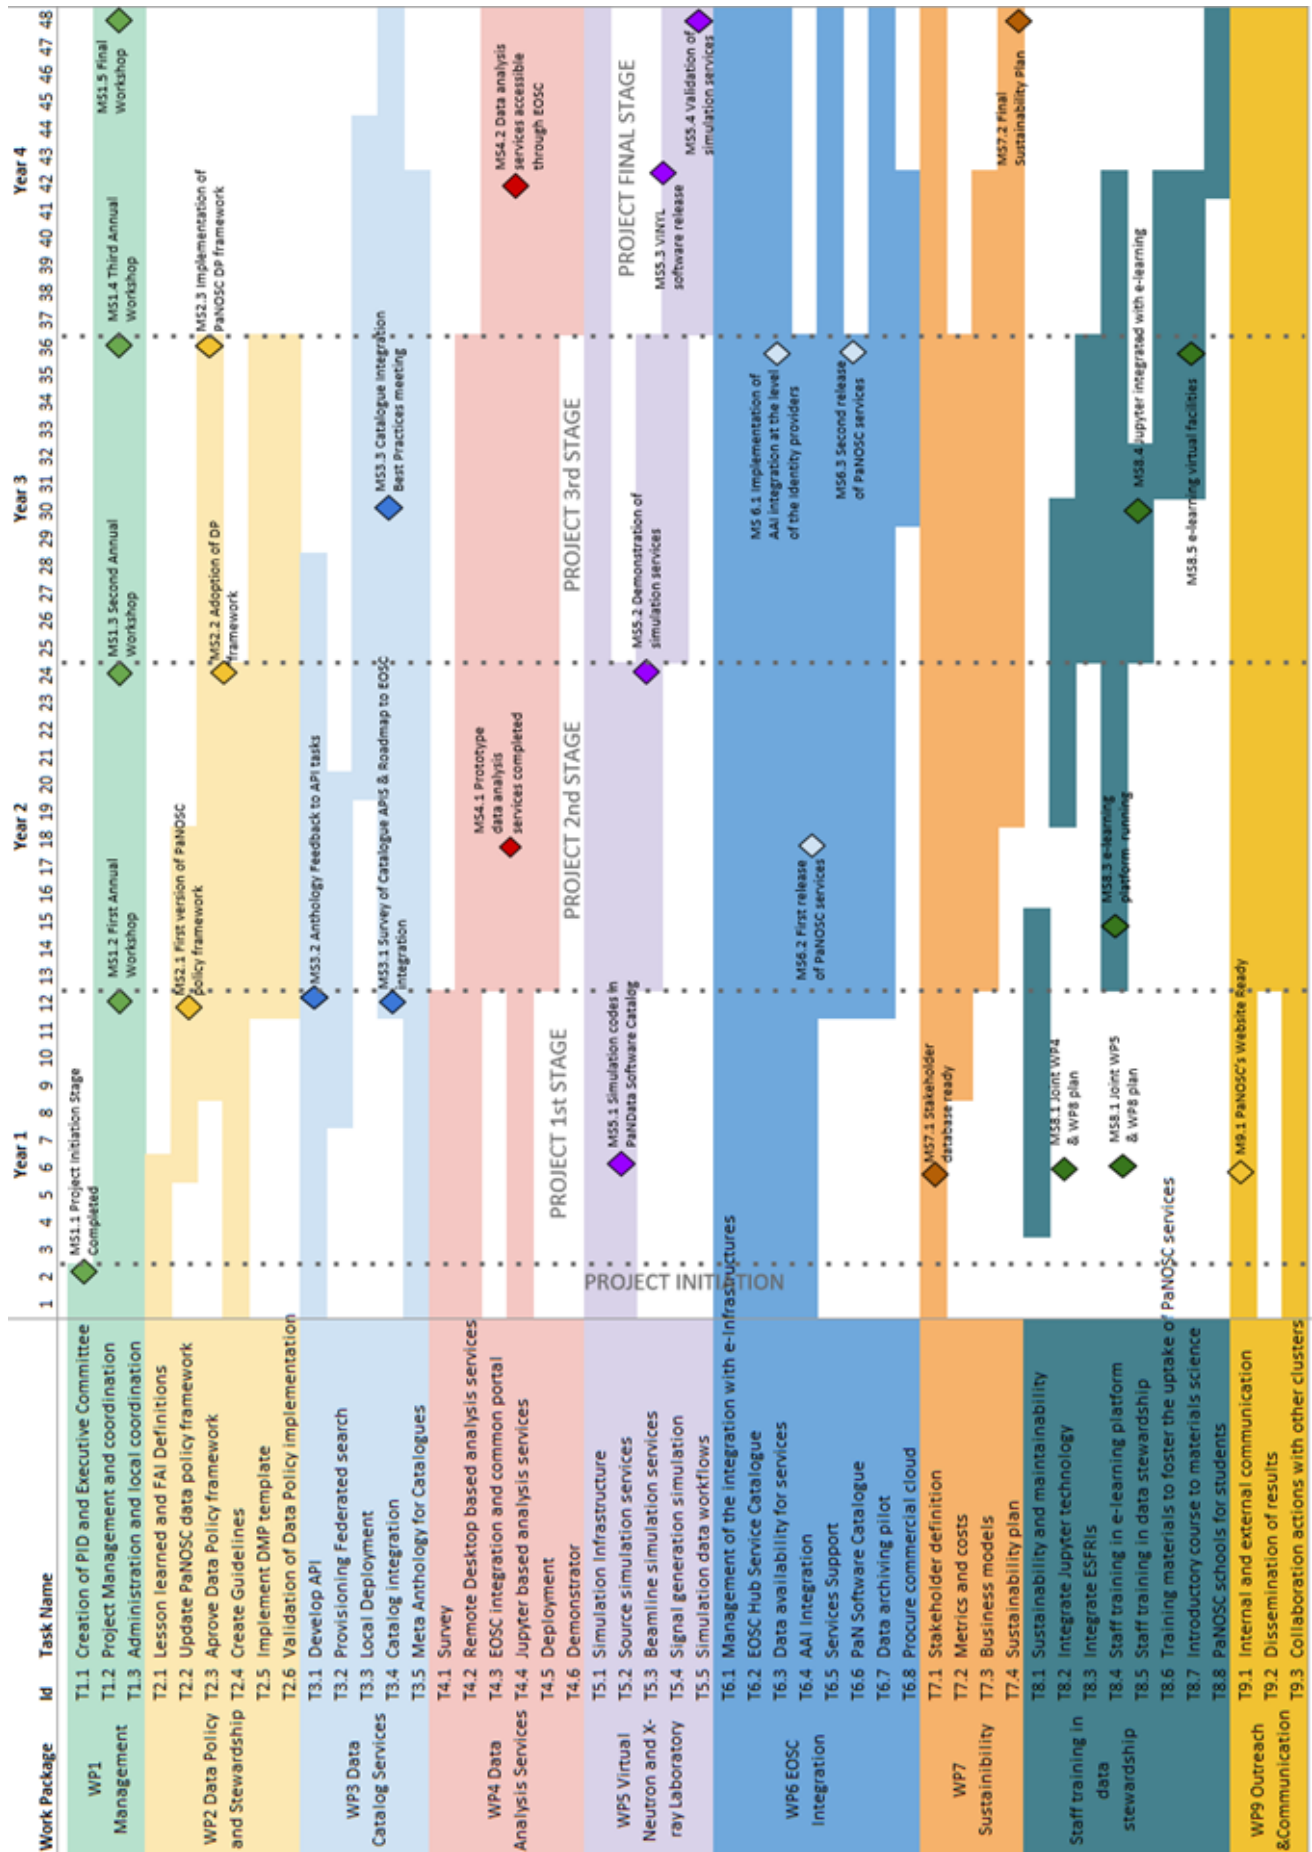 Work Package Id Task Name
Year 1 Year 2 Year 3 Year 4
1 2 3 4 5 6 7 8 9 10 11 12 13 14 15 16 17 18 19 20 21 22 23 24 25 26 27 28 29 30 31 32 33 34 35 36 37 38 39 40 41 42 43 44 45 46 47 48
WP1
Management
T1.1 Creation of PID and Executive Committee
T1.2 Project Management and coordination
T1.3 Administration and local coordination
MS1.1 Project Initiation Stage
Completed
MS1.2 First Annual
Workshop
MS1.3 Second Annual
Workshop
MS1.4 Third Annual
Workshop
MS1.5 Final
Workshop
WP2 Data Policy
and Stewardship
T2.1 Lesson learned and FAI Definitions
T2.2 Update PaNOSC data policy framework
T2.3 Aprove Data Policy framework
T2.4 Create Guidelines
T2.5 Implement DMP template
T2.6 Validation of Data Policy implementation
MS2.1 First version of PaNOSC
policy framework
MS2.2 Adoption of DP
framework
MS2.3 Implementation of
PaNOSC DP framework
WP3 Data
Catalog Services
T3.1 Develop API
T3.2 Provisioning Federated search
T3.3 Local Deployment
T3.4 Catalog integration
T3.5 Meta Anthology for Catalogues
MS3.2 Anthology Feedback to API tasks
MS3.1 Survey of Catalogue APIS & Roadmap to EOSC
integration
MS3.3 Catalogue Integration
Best Practices meeting
WP4 Data
Analysis Services
T4.1 Survey
T4.2 Remote Desktop based analysis services
T4.3 EOSC integration and common portal
T4.4 Jupyter based analysis services
T4.5 Deployment
T4.6 Demonstrator
MS4.1 Prototype
data analysis
services completed
MS4.2 Data analysis
services accessible
through EOSC
PROJECT INITIATION
PROJECT 1st STAGE
PROJECT 2nd STAGE
PROJECT 3rd STAGE
PROJECT FINAL STAGE
WP5 Virtual
Neutron and X-
ray Laboratory
T5.1 Simulation Infrastructure
T5.2 Source simulation services
T5.3 Beamline simulation services
T5.4 Signal generation simulation
T5.5 Simulation data workflows
MS5.1 Simulation codes in
PaNData Software Catalog
MS5.2 Demonstration of
simulation services
MS5.3 VINYL
software release
MS5.4 Validation of
simulation services
WP6 EOSC
Integration
T6.1 Management of the integration with e-Infrastructures
T6.2 EOSC Hub Service Catalogue
T6.3 Data availability for services
T6.4 AAI Integration
T6.5 Services Support
T6.6 PaN Software Catalogue
T6.7 Data archiving pilot
T6.8 Procure commercial cloud
MS6.2 First release
of PaNOSC services
MS 6.1 Implementation of
AAI integration at the level
of the identity providers
MS6.3 Second release
of PaNOSC services
WP7
Sustainibility
T7.1 Stakeholder definition
T7.2 Metrics and costs
T7.3 Business models
T7.4 Sustainability plan
MS7.1 Stakeholder
database ready
MS7.2 Final
Sustainability Plan
Staff training in
data
stewardship
T8.1 Sustainability and maintainability
T8.2 Integrate Jupyter technology
T8.3 Integrate ESFRIs
T8.4 Staff training in e-learning platform
T8.5 Staff training in data stewardship
T8.6 Training materials to foster the uptake of PaNOSC services
T8.7 Introductory course to materials science
T8.8 PaNOSC schools for students
MS8.1 Joint WP4
& WP8 plan
MS8.1 Joint WP5
& WP8 plan
MS8.3 e-learning
platform running
MS8.4 Jupyter integrated with e-learning
MS8.5 e-learning virtual facilities
WP9 Outreach
&Communication
T9.1 Internal and external communication
T9.2 Dissemination of results
T9.3 Collaboration actions with other clusters
M9.1 PaNOSC's Website Ready